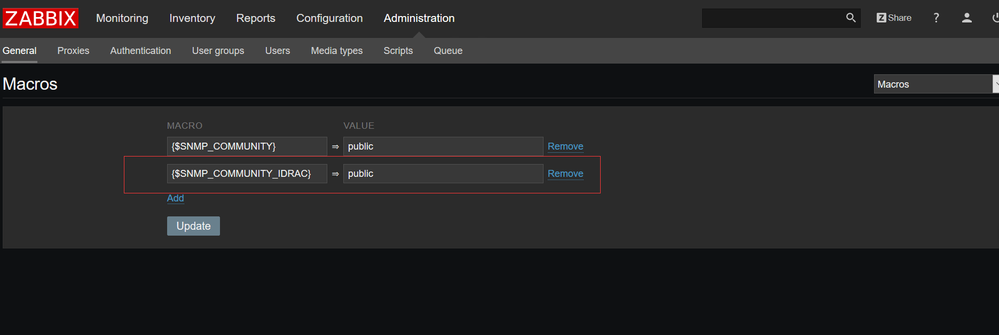 ZABBIX Monitoring Inventory Reports Configuration Administration Z Share ?
General Proxies Authentication User groups Users Media types Scripts Queue
Macros Macros
MACRO VALUE
{$SNMP_COMMUNITY} ⇒ public Remove
{$SNMP_COMMUNITY_IDRAC} ⇒ public Remove
Add
Update